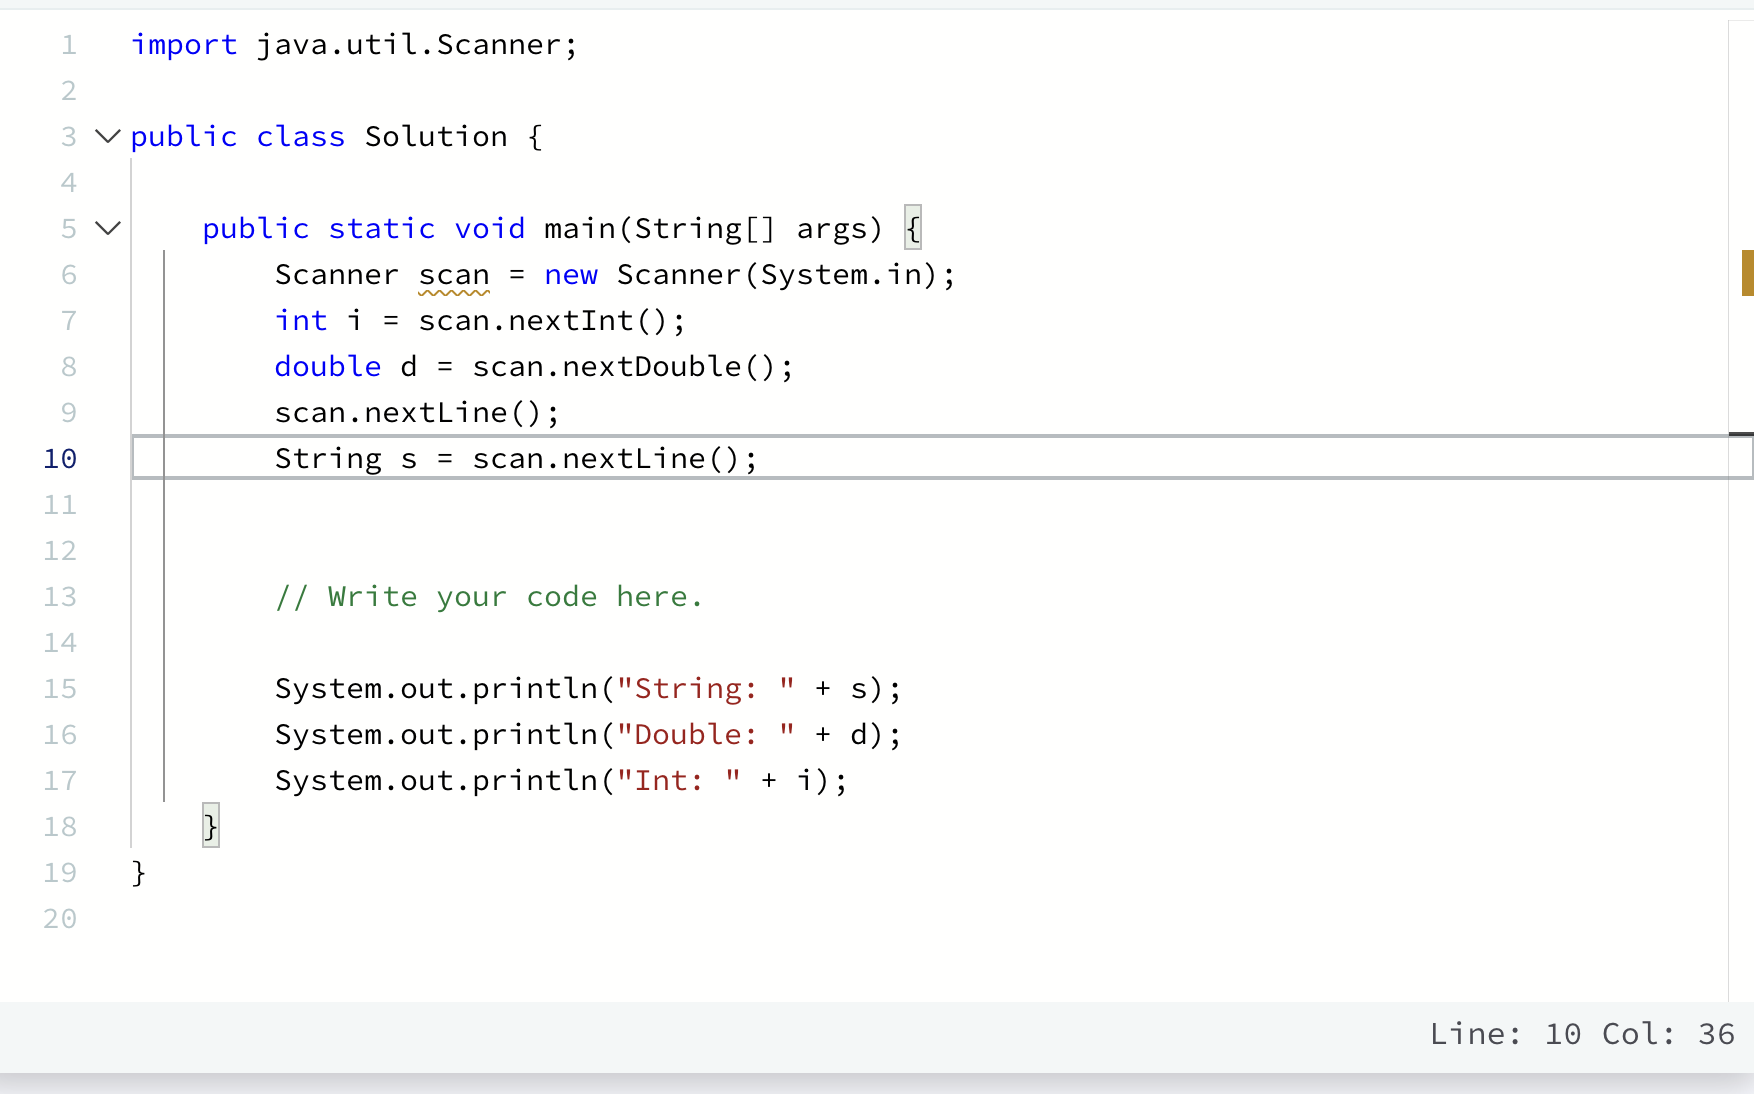 1 import java.util.Scanner;
2
3 public class Solution {
4
5 public static void main(String[] args) {
6 Scanner scan = new Scanner(System.in);
7 int i = scan.nextInt();
8 double d = scan.nextDouble();
9 scan.nextLine();
10 String s = scan.nextLine();
11
12
13 // Write your code here.
14
15 System.out.println("String: " + s);
16 System.out.println("Double: " + d);
17 System.out.println("Int: " + i);
18 }
19 }
20
Line: 10 Col: 36